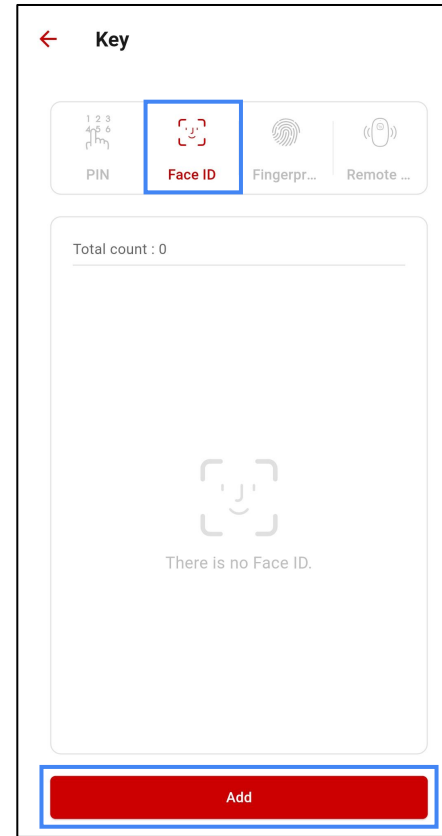 Key
1 2 3
4 5 6
PIN
Face ID
Fingerpr...
Remote ...
Total count : 0
There is no Face ID.
Add